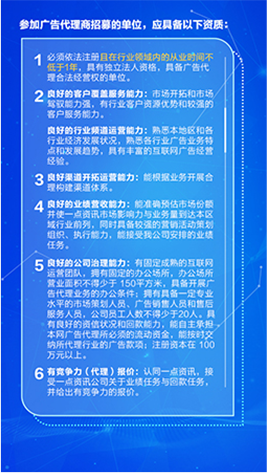 参加广告代理商招募的单位，应具备以下资质：
1 必须依法注册且在行业领域内的从业时间不
低于1年，具有独立法人资格，具备广告代
理合法经营权的单位。
2 良好的客户覆盖服务能力：市场开拓和市场
驾驭能力强、有行业客户资源优势和较强的
客户服务能力。
良好的行业频道运营能力：熟悉本地区和各
行业经济发展状况，熟悉各行业广告业务特
点和发展趋势，具有丰富的互联网广告经营
经验。
3 良好渠道开拓运营能力：能根据业务开展合
理构建渠道体系。
4 良好的业绩营收能力：能准确预估市场份额
并使一点资讯市场影响力与业务量到达本区
域行业前列，同时具备较强的营销活动策划
组织、执行能力，能接受我公司安排的业绩
任务。
5 良好的公司治理能力：有固定成熟的互联网
运营团队，拥有固定的办公场所，办公场所
营业面积不得少于 150平方米，具备开展广
告代理业务的办公条件；拥有具备一定专业
水平的市场策划人员、广告销售人员和售后
服务人员，公司员工人数不得少于20人。具
有良好的资信状况和回款能力，能自主承担
本网广告代理所必须的流动资金，能按时交
纳所代理行业的广告款项；注册资本在 100
万元以上。
6 有竞争力（代理）报价：认同一点资讯，接
受一点资讯公司关于业绩任务与回款任务，
并给出有竞争力的报价。